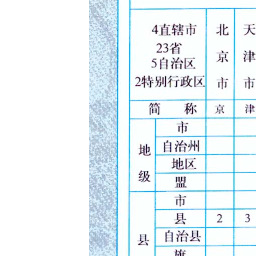 4直辖市 北 天
23省
5自治区 京 津
2特别行政区 市 市
简 称 京 津
市
地 自治州
地区
级 盟
市
县 2 3
县 自治县
旗